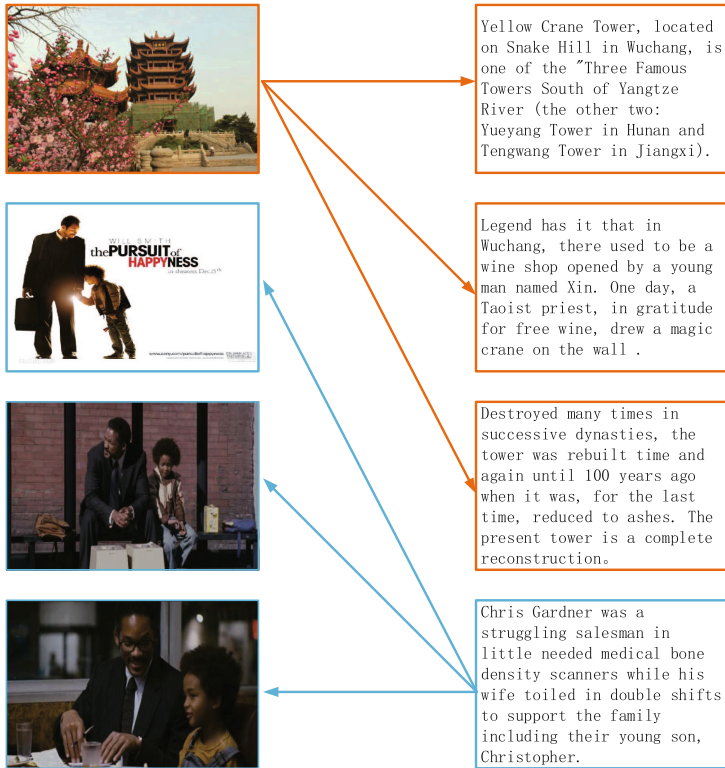 Yellow Crane Tower, located
on Snake Hill in Wuchang, is
one of the "Three Famous
Towers South of Yangtze
River (the other two:
Yueyang Tower in Hunan and
Tengwang Tower in Jiangxi).
WILL SMITH
the PURSUIT of
HAPPYNESS
Legend has it that in
Wuchang, there used to be a
wine shop opened by a young
man named Xin. One day, a
Taoist priest, in gratitude
for free wine, drew a magic
crane on the wall .
Destroyed many times in
successive dynasties, the
tower was rebuilt time and
again until 100 years ago
when it was, for the last
time, reduced to ashes. The
present tower is a complete
reconstruction。
Chris Gardner was a
struggling salesman in
little needed medical bone
density scanners while his
wife toiled in double shifts
to support the family
including their young son,
Christopher.